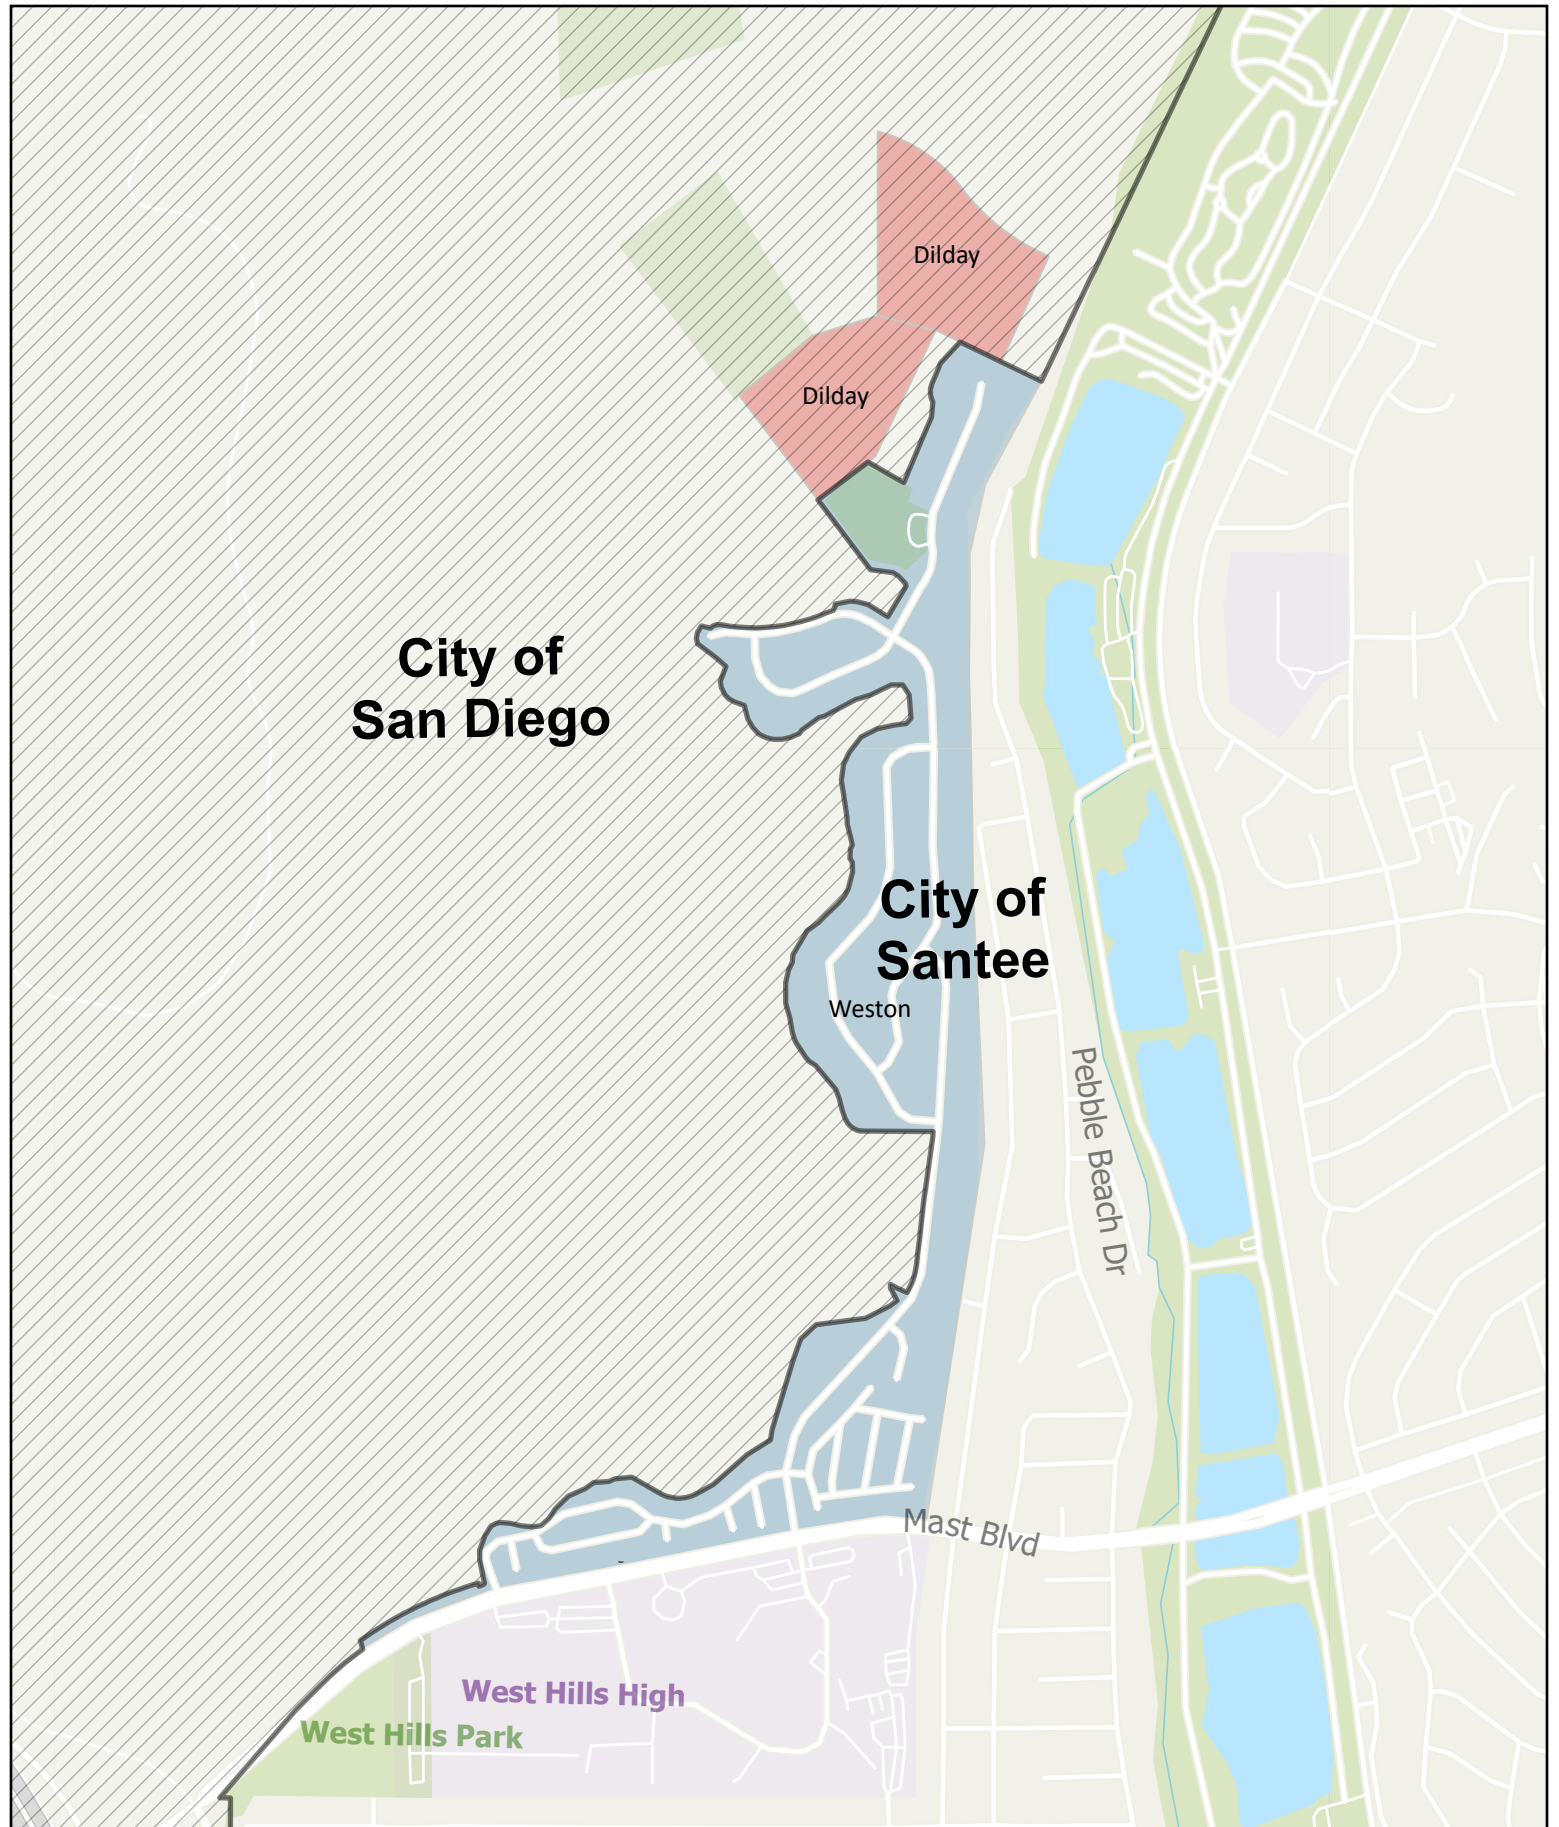 Dilday
Dilday
City of
San Diego
City of
Santee
Weston
Pebble Beach Dr
Mast Blvd
West Hills High
West Hills Park